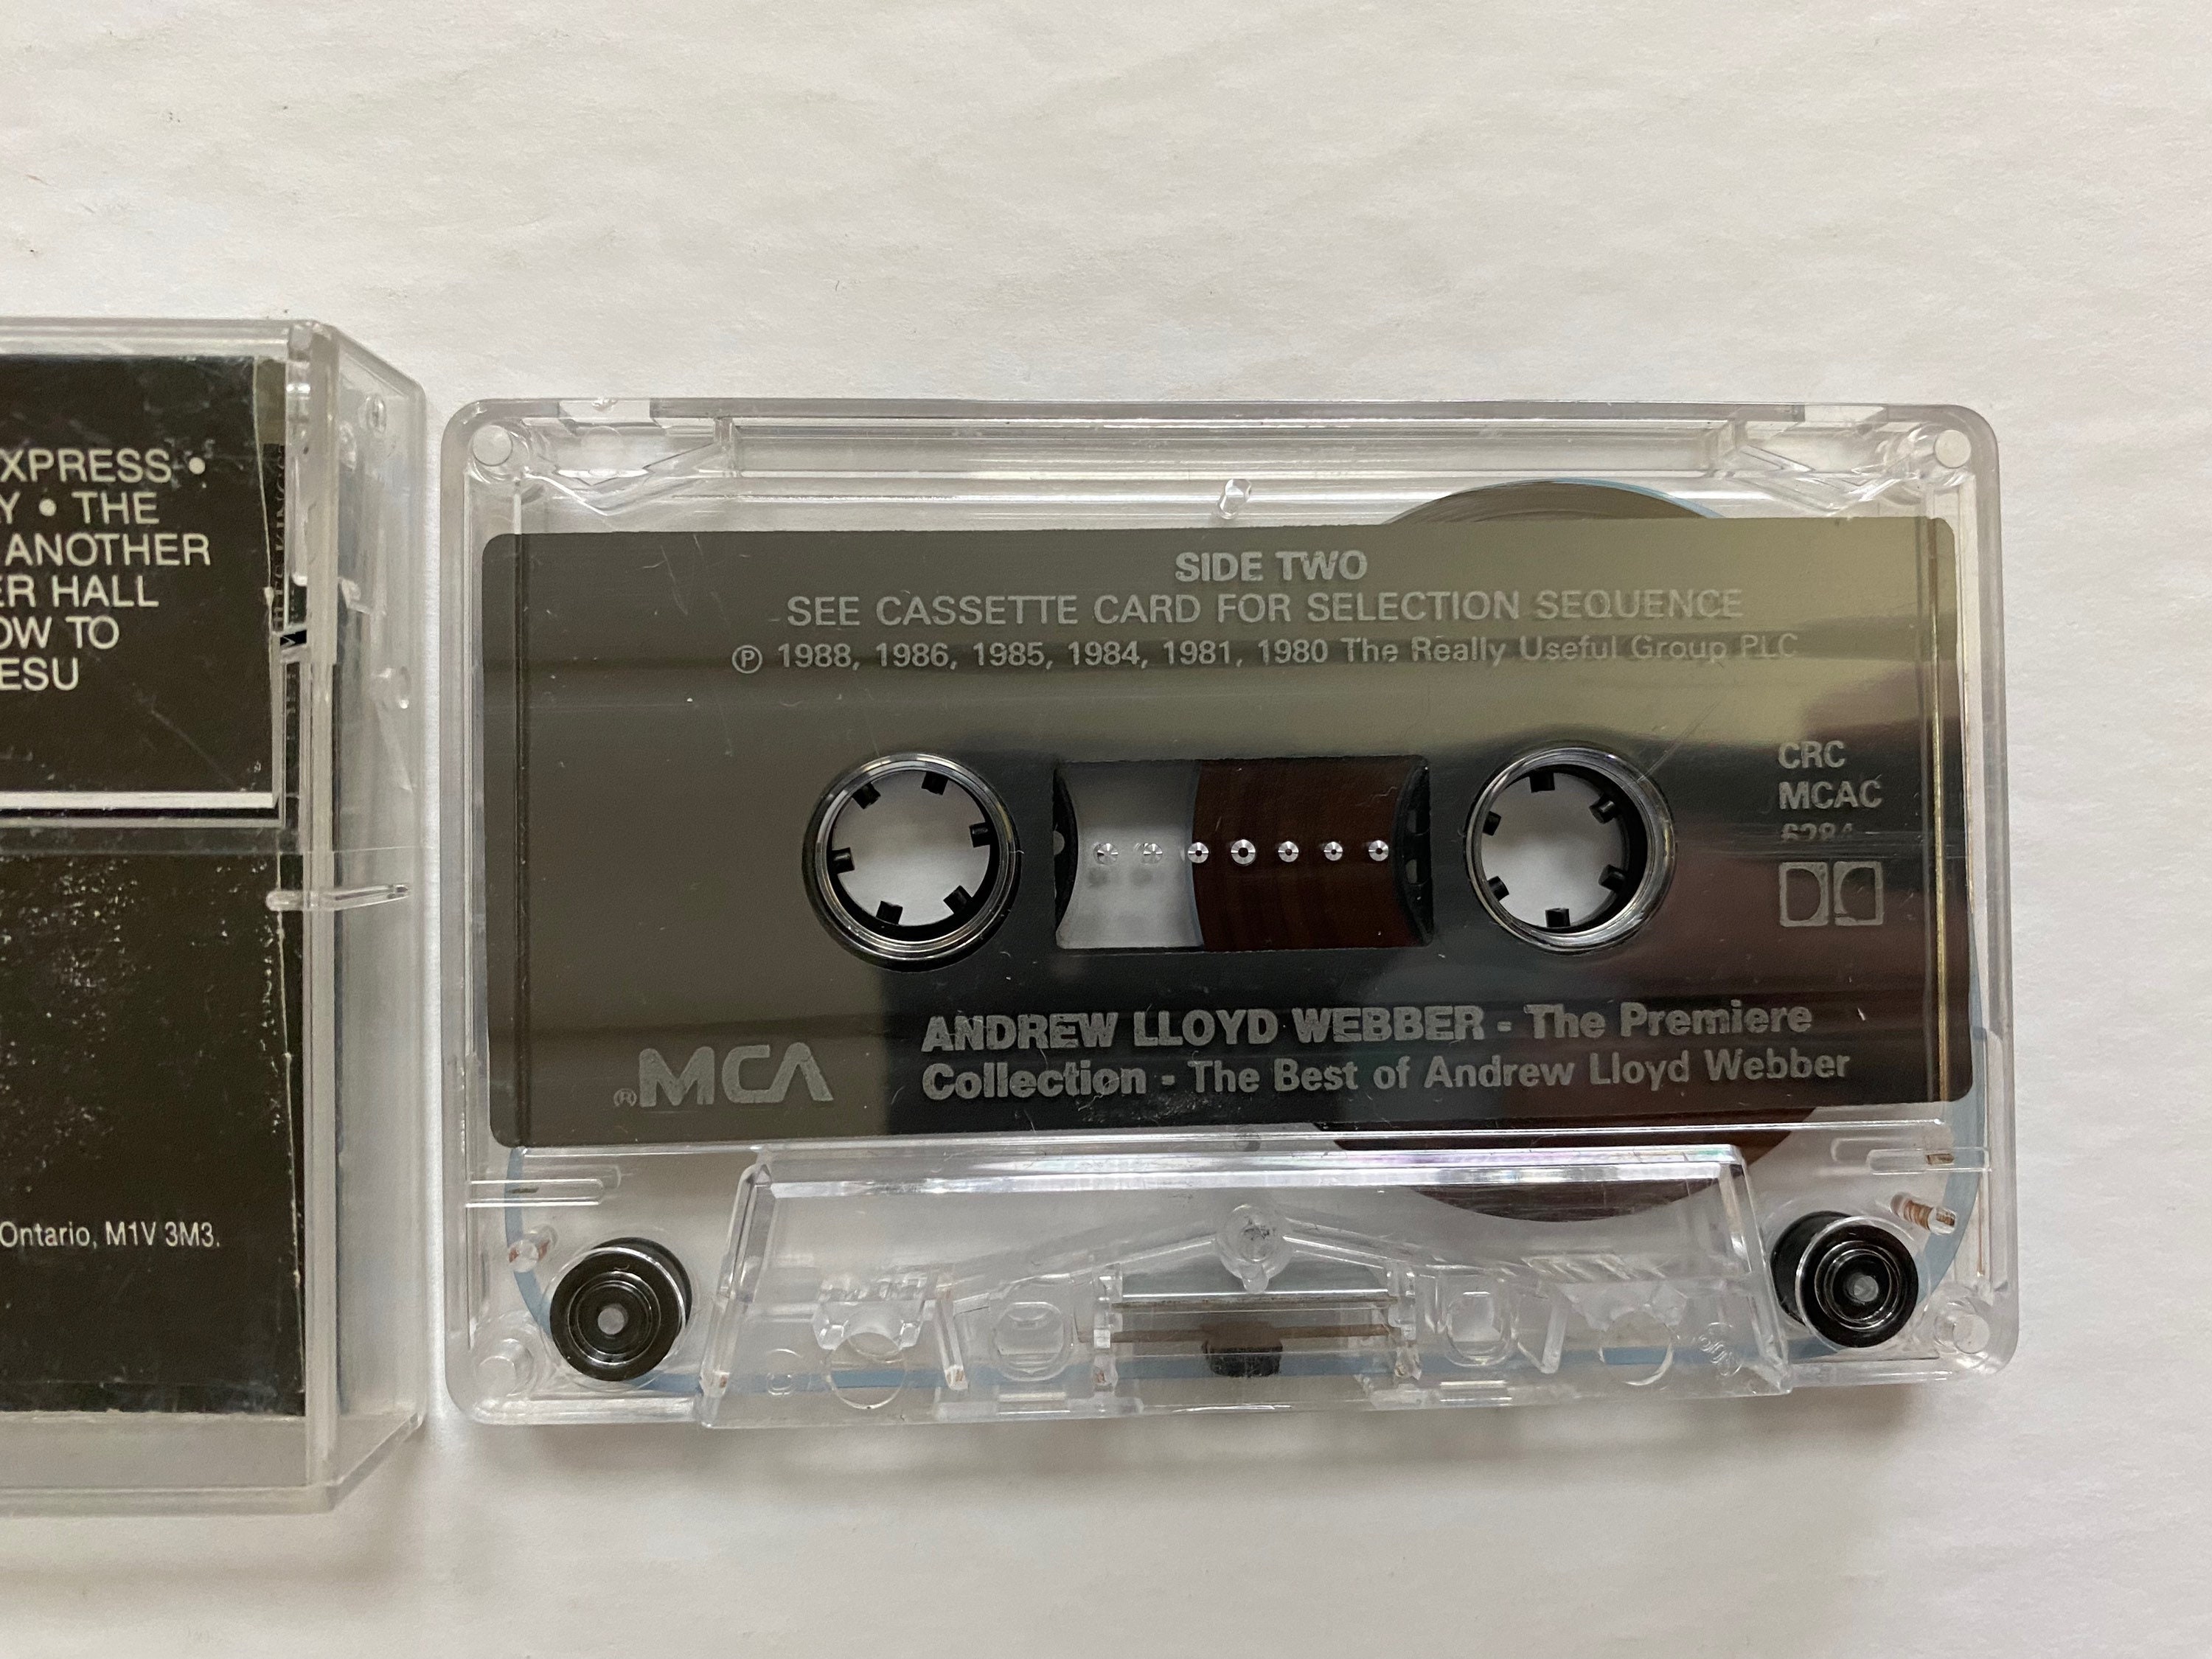 XPRESS •
Y • THE
ANOTHER
ER HALL
OW TO
ESU
Ontario, M1V 3M3.
SIDE TWO
SEE CASSETTE CARD FOR SELECTION SEQUENCE
Ⓟ 1988, 1986, 1985, 1984, 1981, 1980 The Really Useful Group PLC
CRC
MCAC
6284
ANDREW LLOYD WEBBER - The Premiere
Collection - The Best of Andrew Lloyd Webber
®MCA